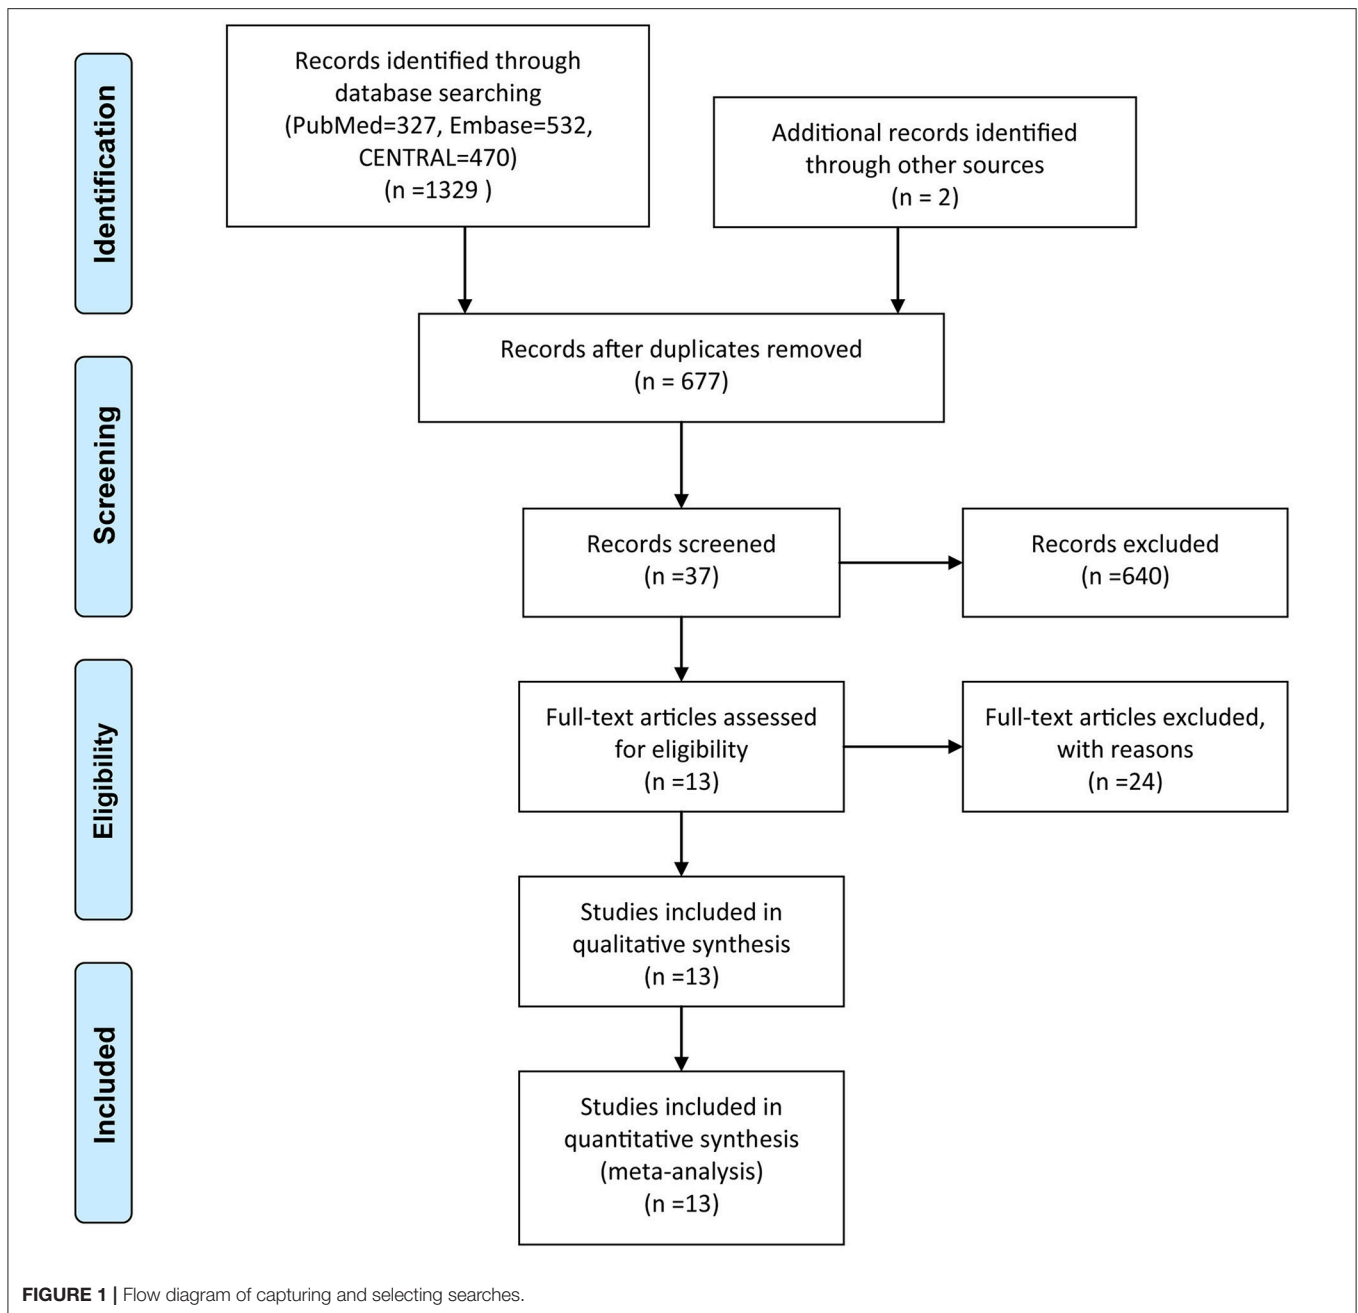 Identification
Records identified through
database searching
(PubMed=327, Embase=532,
CENTRAL=470)
(n =1329 )
Additional records identified
through other sources
(n = 2)
Records after duplicates removed
(n = 677)
Screening
Records screened
(n =37)
Records excluded
(n =640)
Eligibility
Full-text articles assessed
for eligibility
(n =13)
Full-text articles excluded,
with reasons
(n =24)
Studies included in
qualitative synthesis
(n =13)
Included
Studies included in
quantitative synthesis
(meta-analysis)
(n =13)
FIGURE 1 | Flow diagram of capturing and selecting searches.